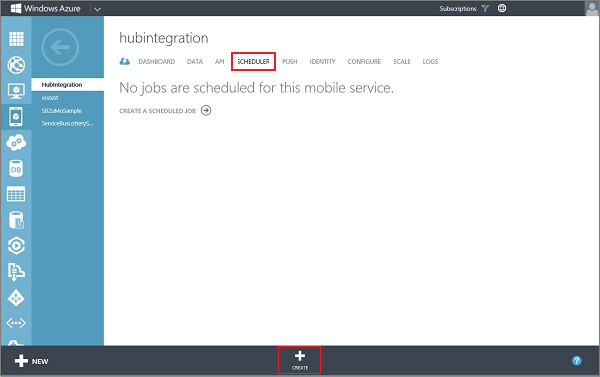 Windows Azure
Subscriptions
hubintegration
DASHBOARD DATA API SCHEDULER PUSH IDENTITY CONFIGURE SCALE LOGS
HubIntegration
iostest
SBZuMoSample
ServiceBusLotteryS...
No jobs are scheduled for this mobile service.
CREATE A SCHEDULED JOB
DB
NEW
CREATE
?